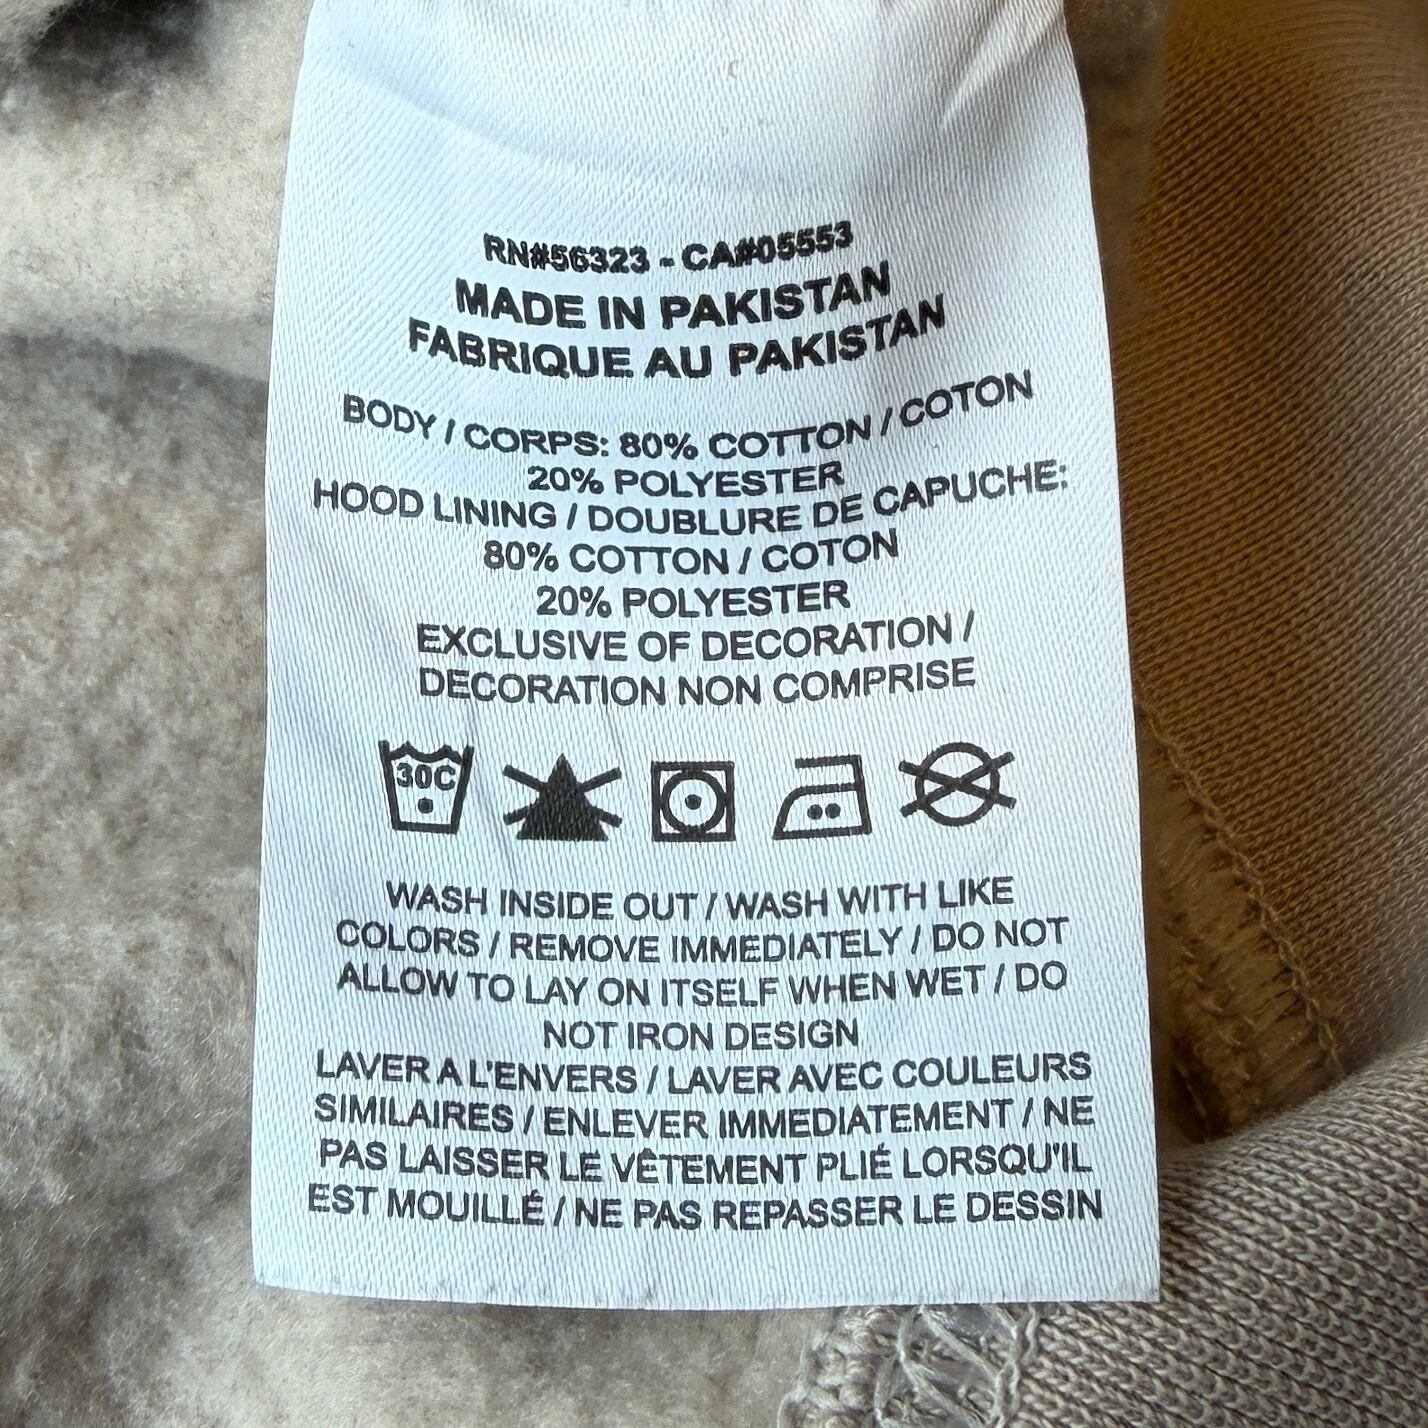 RN#56323 - CA#05553
MADE IN PAKISTAN
FABRIQUE AU PAKISTAN
BODY / CORPS: 80% COTTON / COTON
20% POLYESTER
HOOD LINING / DOUBLURE DE CAPUCHE:
80% COTTON / COTON
20% POLYESTER
EXCLUSIVE OF DECORATION /
DECORATION NON COMPRISE
30C
WASH INSIDE OUT / WASH WITH LIKE
COLORS / REMOVE IMMEDIATELY / DO NOT
ALLOW TO LAY ON ITSELF WHEN WET / DO
NOT IRON DESIGN
LAVER A L'ENVERS / LAVER AVEC COULEURS
SIMILAIRES / ENLEVER IMMEDIATEMENT / NE
PAS LAISSER LE VÊTEMENT PLIÉ LORSQU'IL
EST MOUILLÉ / NE PAS REPASSER LE DESSIN